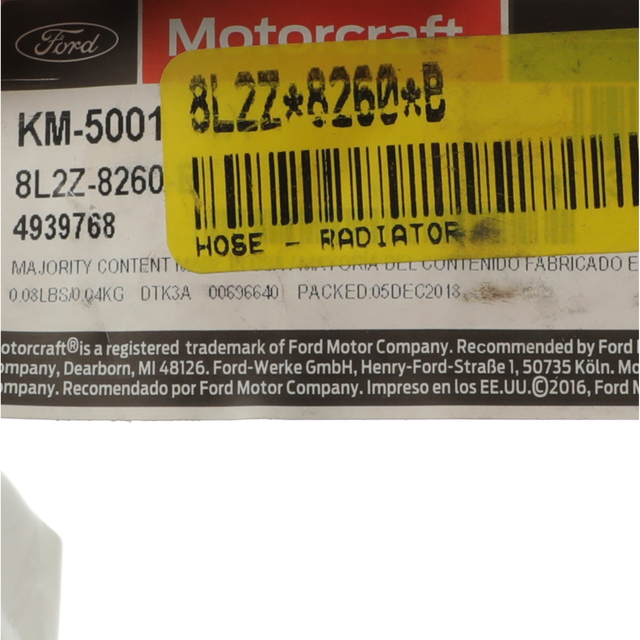 Ford Motorcraft
8L2Z*8260*B
KM-5001
8L2Z-8260
4939768
HOSE - RADIATOR
MAJORITY CONTENT DEL CONTENIDO FABRICADO E
0.08LBS/0.04KG DTK3A 00696640 PACKED:05DEC2018
otorcraft®is a registered trademark of Ford Motor Company. Recommended by Ford
ompany, Dearborn, MI 48126. Ford-Werke GmbH, Henry-Ford-Straße 1, 50735 Köln. Mo
ompany. Recomendado por Ford Motor Company. Impreso en los EE.UU.©2016, Ford M